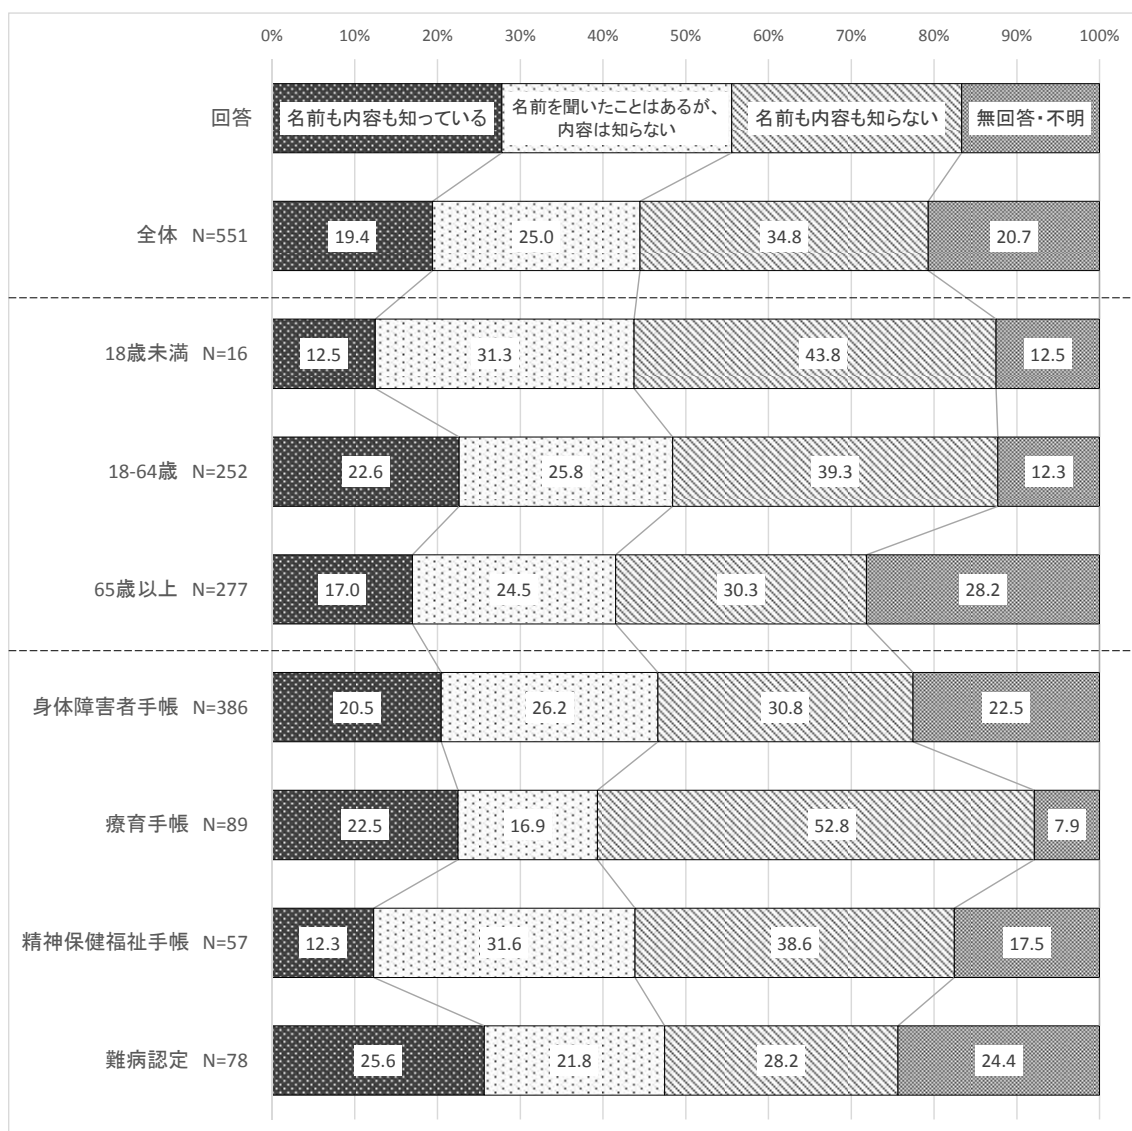 0% 10% 20% 30% 40% 50% 60% 70% 80% 90% 100%
回答 名前も内容も知っている 名前を聞いたことはあるが、 名前も内容も知らない 無回答・不明
内容は知らない
全体 N=551 19.4 25.0 34.8 20.7
18歳未満 N=16 12.5 31.3 43.8 12.5
18-64歳 N=252 22.6 25.8 39.3 12.3
65歳以上 N=277 17.0 24.5 30.3 28.2
身体障害者手帳 N=386 20.5 26.2 30.8 22.5
療育手帳 N=89 22.5 16.9 52.8 7.9
精神保健福祉手帳 N=57 12.3 31.6 38.6 17.5
難病認定 N=78 25.6 21.8 28.2 24.4